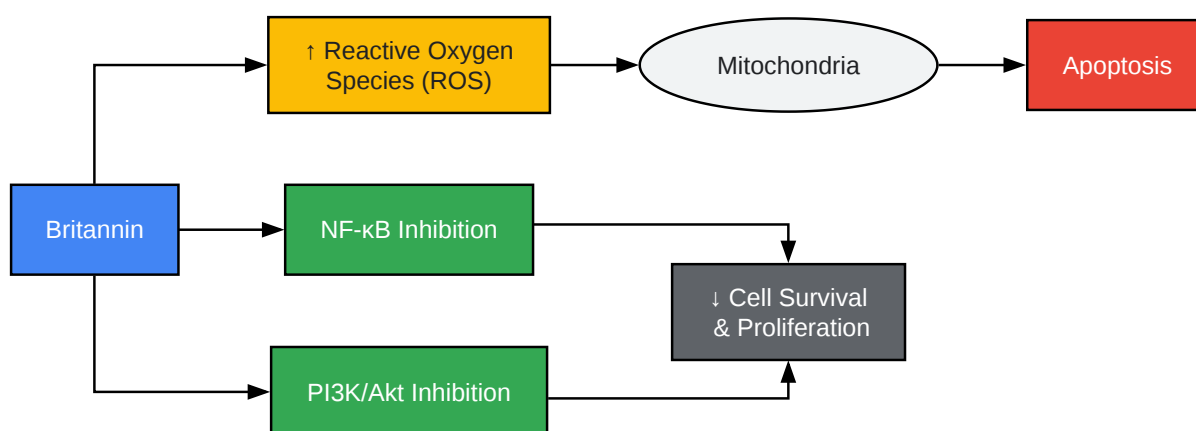 ↑ Reactive Oxygen
Species (ROS)
Mitochondria
Apoptosis
Britannin
NF-κB Inhibition
↓ Cell Survival
& Proliferation
PI3K/Akt Inhibition